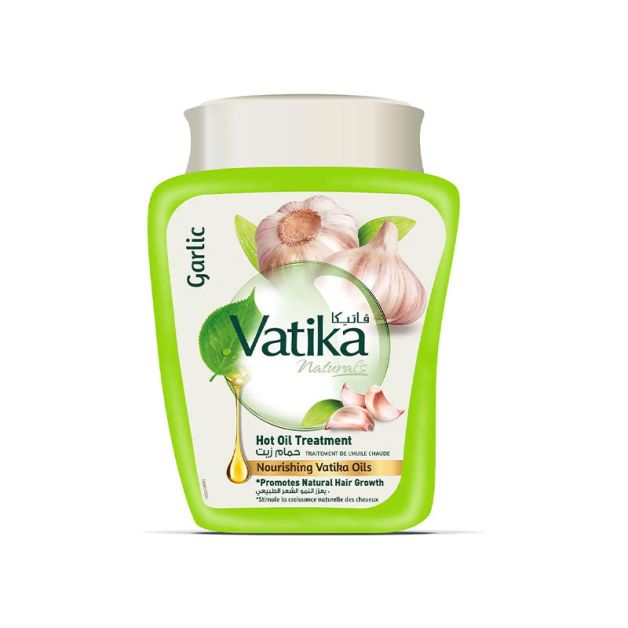 Garlic
ڤاتيكا
Vatika
Naturals
Hot Oil Treatment
حمام زيت TRAITEMENT DE L'HUILE CHAUDE
Nourishing Vatika Oils
*Promotes Natural Hair Growth
يعزز النمو الشعر الطبيعي
*Stimule la croissance naturelle des cheveux